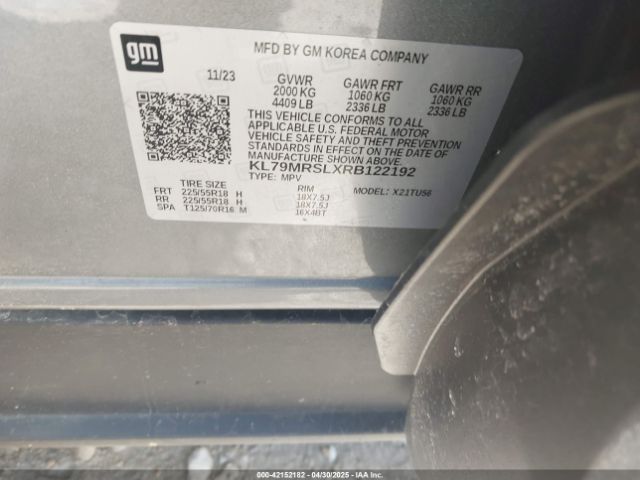 gm
MFD BY GM KOREA COMPANY
11/23 GVWR GAWR FRT GAWR RR
2000 KG 1060 KG 1060 KG
4409 LB 2336 LB 2336 LB
THIS VEHICLE CONFORMS TO ALL
APPLICABLE U.S. FEDERAL MOTOR
VEHICLE SAFETY AND THEFT PREVENTION
STANDARDS IN EFFECT ON THE DATE OF
MANUFACTURE SHOWN ABOVE.
KL79MRSLXRB122192
TYPE: MPV MODEL: X21TU56
TIRE SIZE RIM
FRT 225/55R18 H 18X7.5J
RR 225/55R18 H 18X7.5J
SPA T125/70R16 M 16X4BT
000-42152182 - 04/30/2025 - IAAI.COM